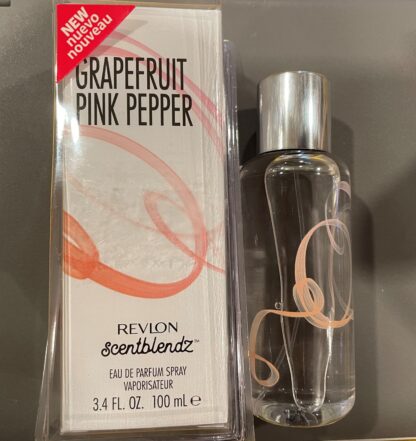 NEW
nuevo
nouveau
GRAPEFRUIT
PINK PEPPER
REVLON
scentblendz™
EAU DE PARFUM SPRAY
VAPORISATEUR
3.4 FL. OZ. 100 mL e